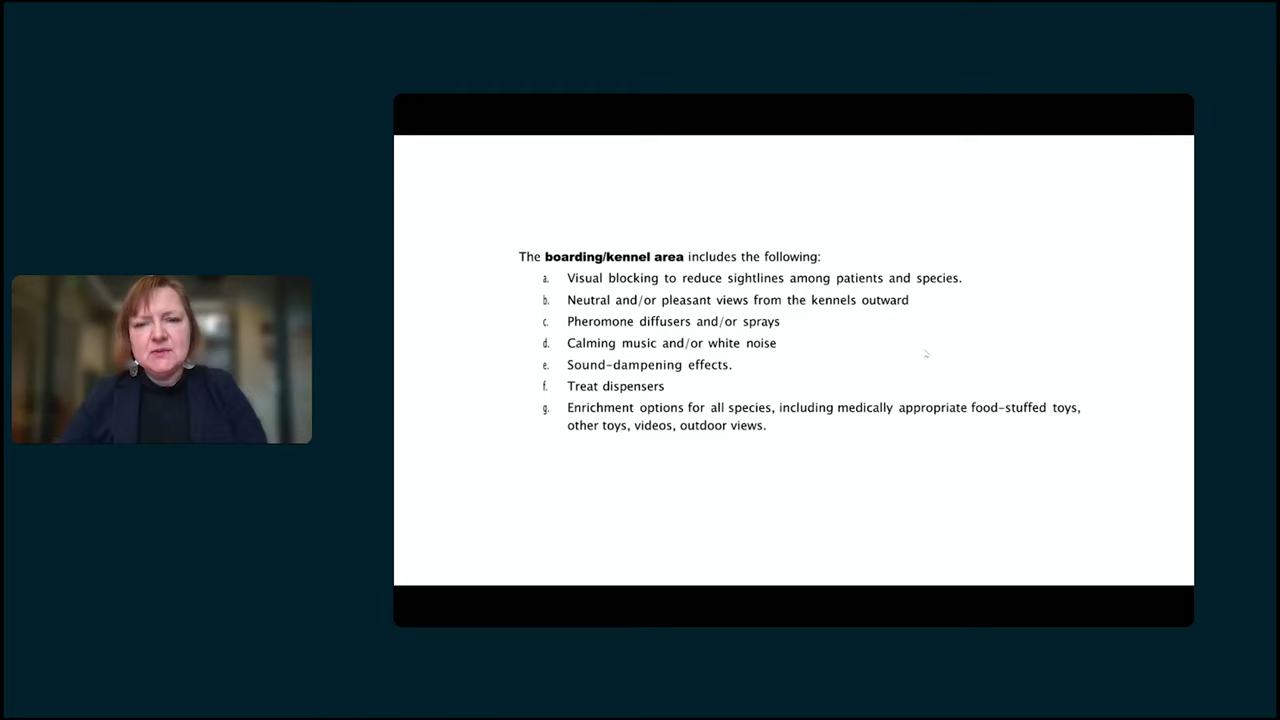 The boarding/kennel area includes the following:
a. Visual blocking to reduce sightlines among patients and species.
b. Neutral and/or pleasant views from the kennels outward
c. Pheromone diffusers and/or sprays
d. Calming music and/or white noise
e. Sound-dampening effects.
f. Treat dispensers
g. Enrichment options for all species, including medically appropriate food-stuffed toys,
other toys, videos, outdoor views.